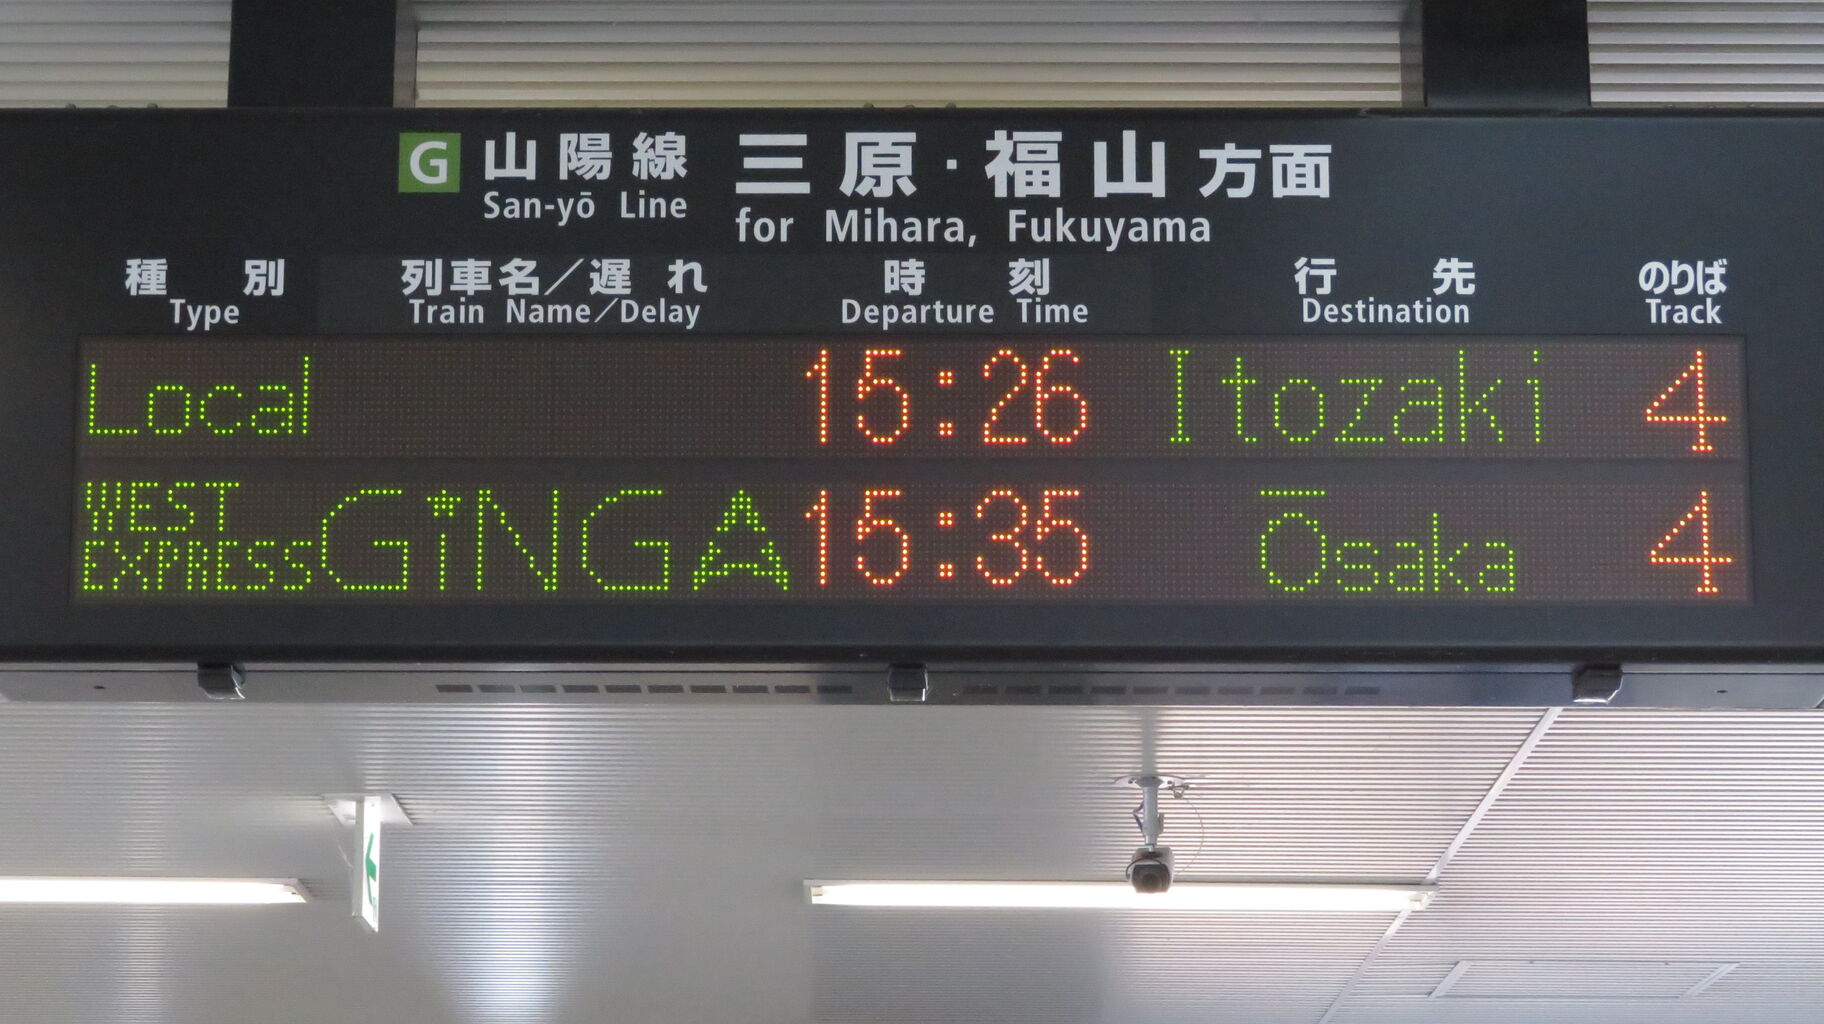 G 山陽線 三原・福山方面
San-yō Line for Mihara, Fukuyama
種別 列車名／遅れ 時刻 行先 のりば
Type Train Name／Delay Departure Time Destination Track
Local 15:26 Itozaki 4
WEST EXPRESS GiNGA 15:35 Ōsaka 4